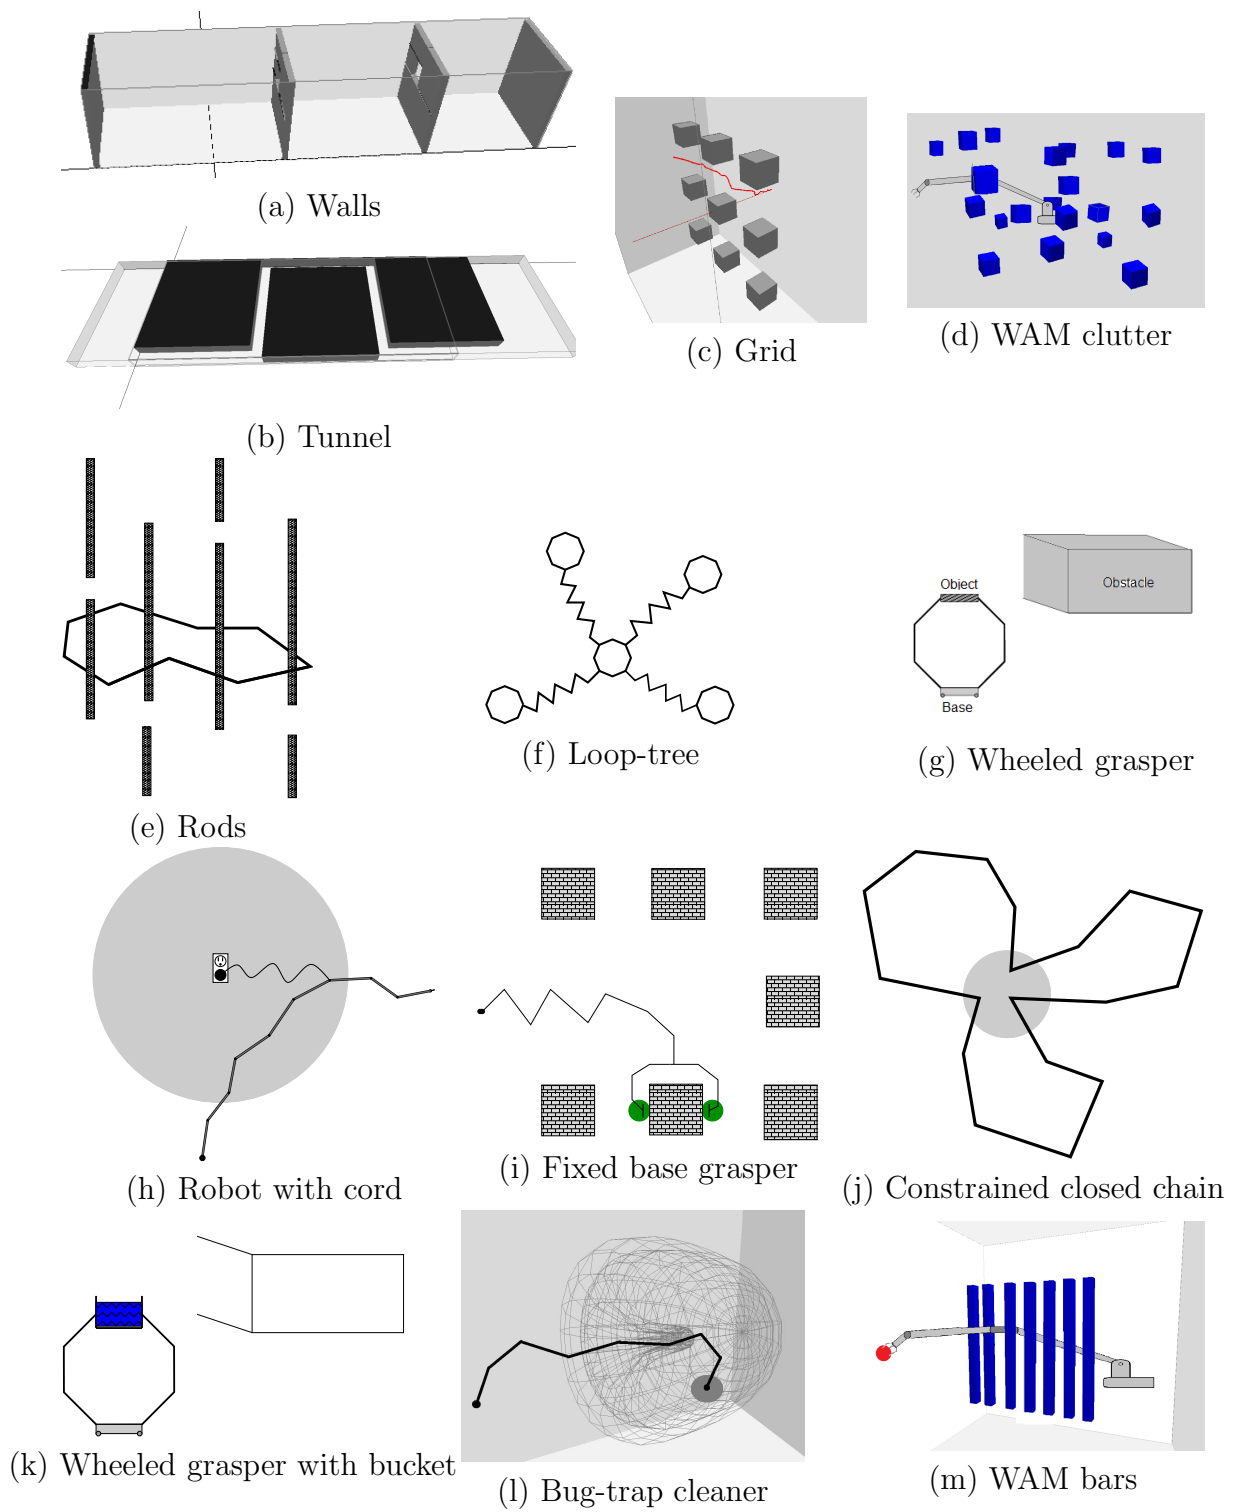 (a) Walls
(b) Tunnel
(c) Grid
(d) WAM clutter
(e) Rods
(f) Loop-tree
Object
Obstacle
Base
(g) Wheeled grasper
(h) Robot with cord
(i) Fixed base grasper
(j) Constrained closed chain
(k) Wheeled grasper with bucket
(l) Bug-trap cleaner
(m) WAM bars